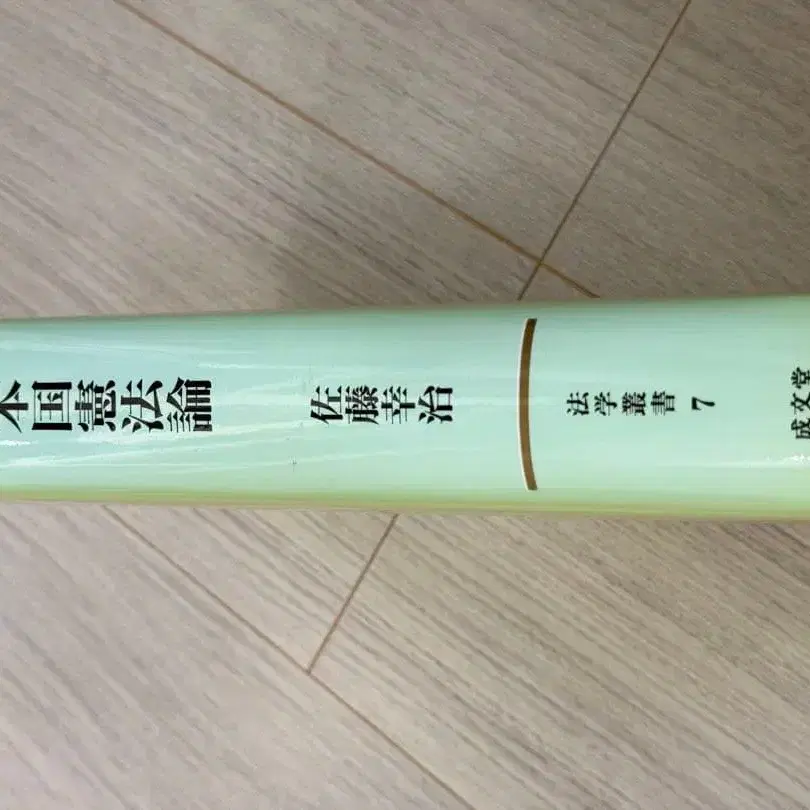 本国憲法論
佐藤幸治
法学叢書 7
成文堂